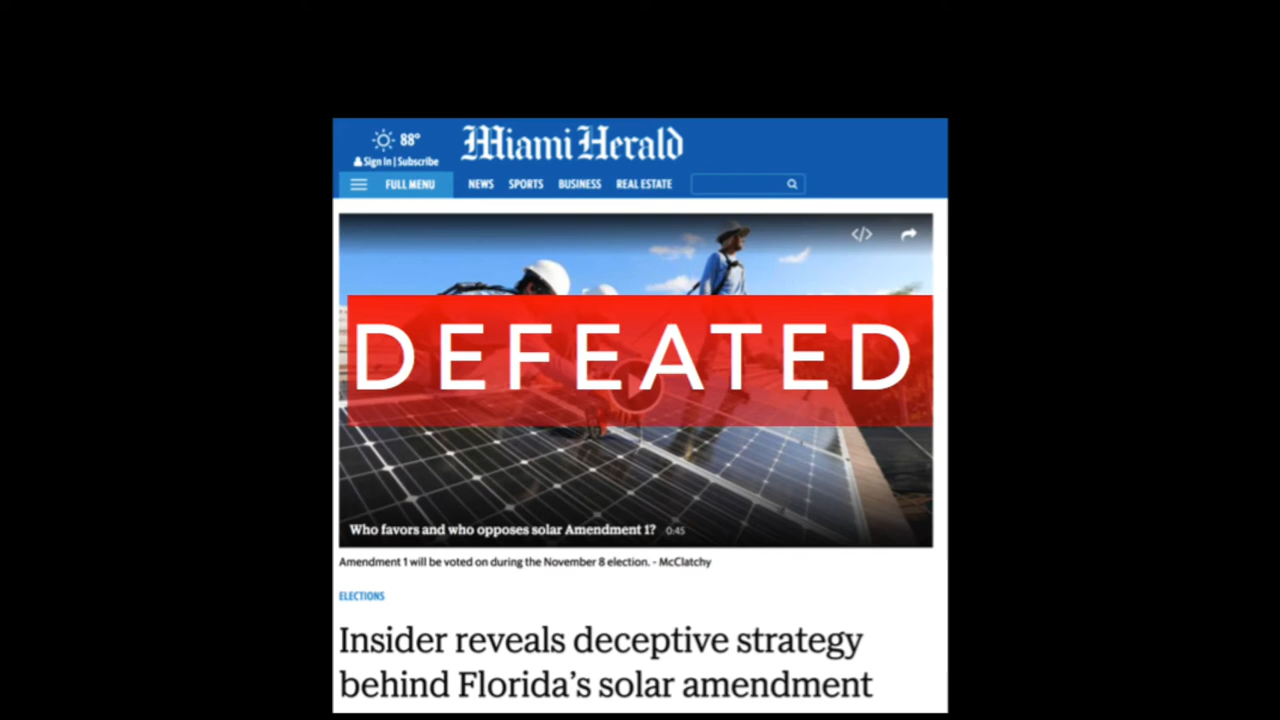 88°
Miami Herald
Sign In | Subscribe
FULL MENU
NEWS
SPORTS
BUSINESS
REAL ESTATE
DEFEATED
Who favors and who opposes solar Amendment 1? 0:45
Amendment 1 will be voted on during the November 8 election. - McClatchy
ELECTIONS
Insider reveals deceptive strategy
behind Florida’s solar amendment